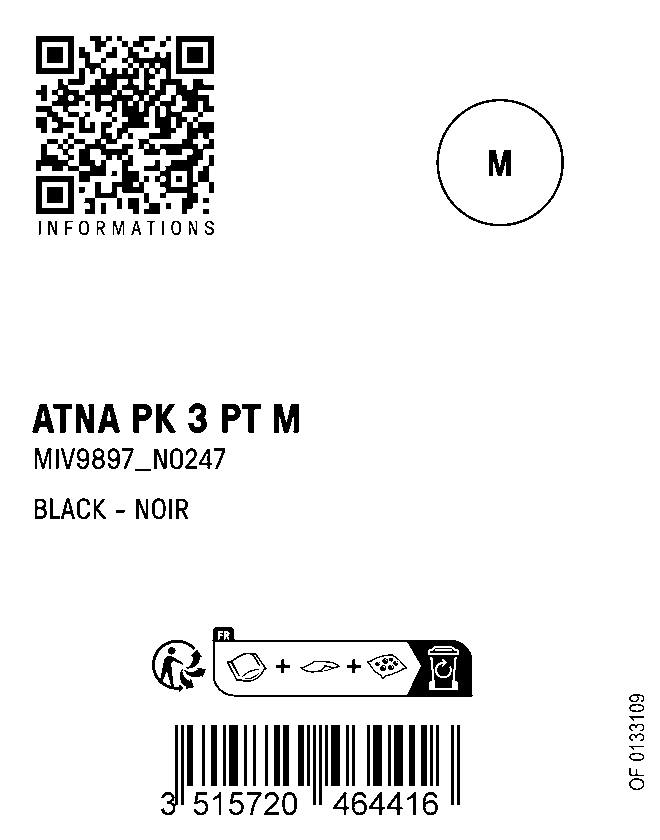 INFORMATIONS
M
ATNA PK 3 PT M
MIV9897_N0247
BLACK - NOIR
FR
3 515720 464416
OF 0133109